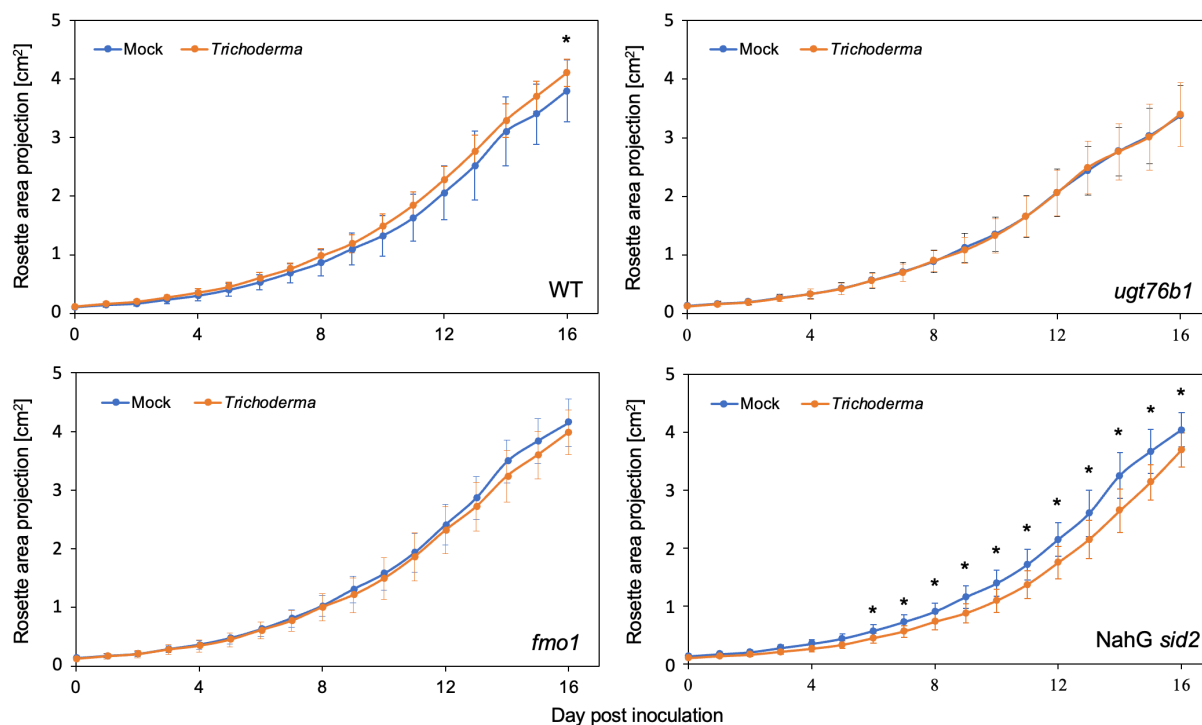 Mock Trichoderma
*
Rosette area projection [cm²]
5
4
3
2
1
0
0 4 8 12 16
WT
Mock Trichoderma
Rosette area projection [cm²]
5
4
3
2
1
0
0 4 8 12 16
ugt76b1
Mock Trichoderma
Rosette area projection [cm²]
5
4
3
2
1
0
0 4 8 12 16
fmo1
Mock Trichoderma
* * * * * * * * * * *
Rosette area projection [cm²]
5
4
3
2
1
0
0 4 8 12 16
NahG sid2
Day post inoculation